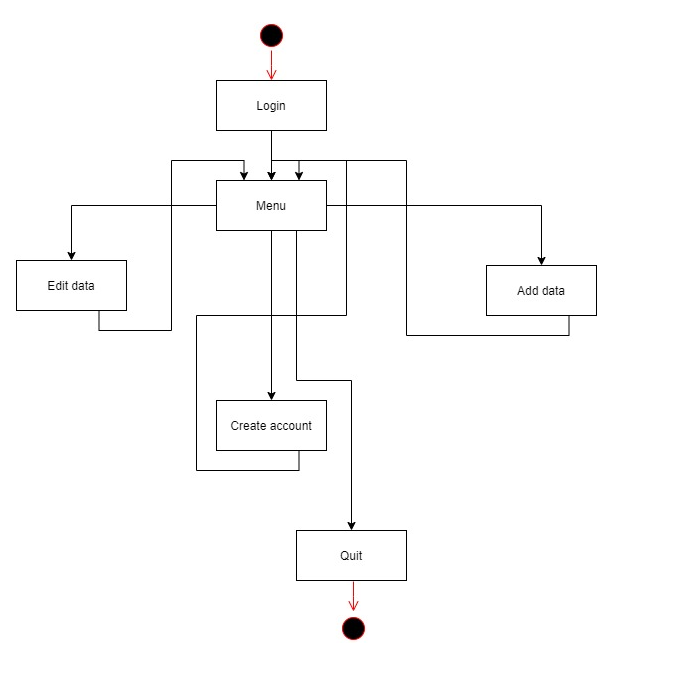 Login
Menu
Edit data
Add data
Create account
Quit